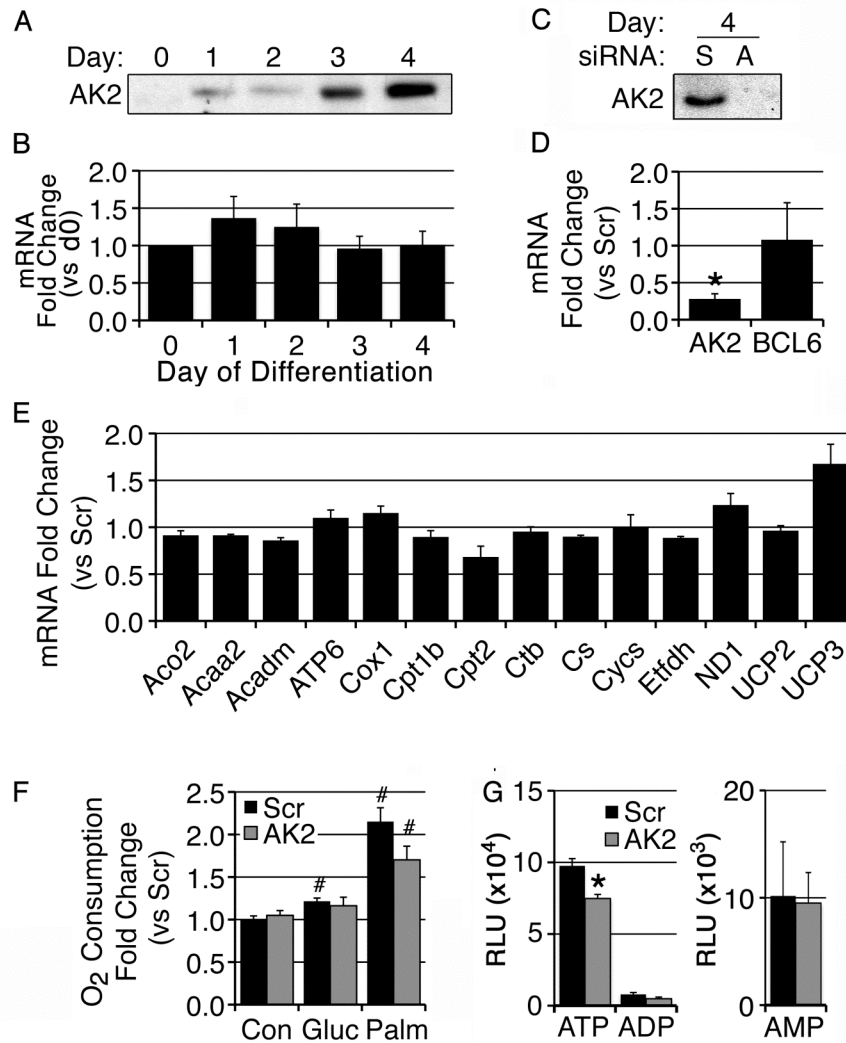 A
Day: 0 1 2 3 4
AK2
B
mRNA
Fold Change
(vs d0)
2.0
1.5
1.0
0.5
0.0
0 1 2 3 4
Day of Differentiation
C
Day: 4
siRNA: S A
AK2
D
mRNA
Fold Change
(vs Scr)
2.0
1.5
1.0
0.5
0.0
*
AK2 BCL6
E
mRNA Fold Change
(vs Scr)
2.0
1.5
1.0
0.5
0.0
Aco2 Acaa2 Acadm ATP6 Cox1 Cpt1b Cpt2 Ctb Cs Cycs Etfdh ND1 UCP2 UCP3
F
O2 Consumption
Fold Change
(vs Scr)
2.5
2.0
1.5
1.0
0.5
0.0
Scr
AK2
# # #
Con Gluc Palm
G
RLU (x10⁴)
15
10
5
0
Scr
AK2
*
ATP ADP
RLU (x10³)
20
10
0
AMP